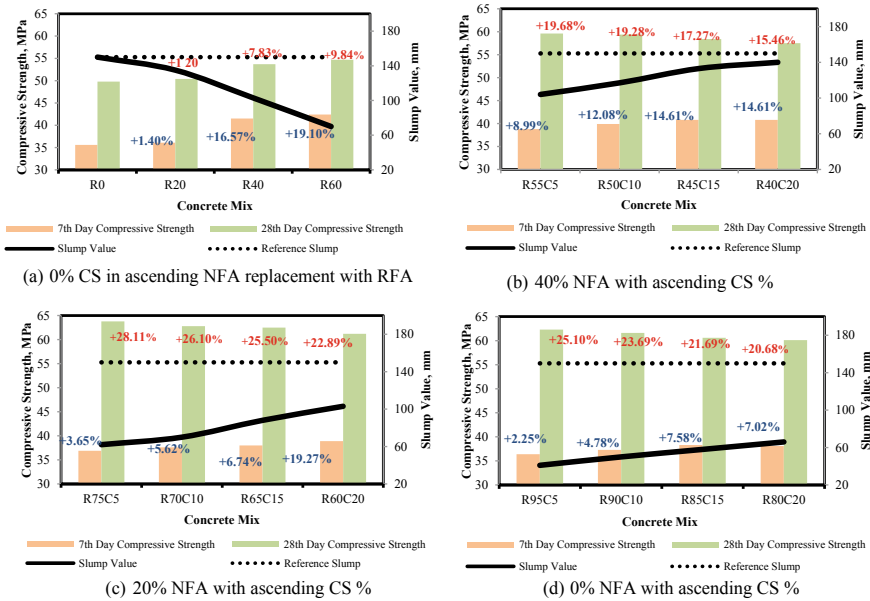 Compressive Strength, MPa
65
60
55
50
45
40
35
30
+1 20
+7.83%
+9.84%
+1.40%
+16.57%
+19.10%
180
140
100
60
20
Slump Value, mm
R0 R20 R40 R60
Concrete Mix
7th Day Compressive Strength 28th Day Compressive Strength
Slump Value Reference Slump
(a) 0% CS in ascending NFA replacement with RFA
Compressive Strength, MPa
65
60
55
50
45
40
35
30
+19.68% +19.28% +17.27% +15.46%
+8.99% +12.08% +14.61% +14.61%
180
140
100
60
20
Slump Value, mm
R55C5 R50C10 R45C15 R40C20
Concrete Mix
7th Day Compressive Strength 28th Day Compressive Strength
Slump Value Reference Slump
(b) 40% NFA with ascending CS %
Compressive Strength, MPa
65
60
55
50
45
40
35
30
+28.11% +26.10% +25.50% +22.89%
+3.65% +5.62% +6.74% +19.27%
180
140
100
60
20
Slump Value, mm
R75C5 R70C10 R65C15 R60C20
Concrete Mix
7th Day Compressive Strength 28th Day Compressive Strength
Slump Value Reference Slump
(c) 20% NFA with ascending CS %
Compressive Strength, MPa
65
60
55
50
45
40
35
30
+25.10% +23.69% +21.69% +20.68%
+2.25% +4.78% +7.58% +7.02%
180
140
100
60
20
Slump Value, mm
R95C5 R90C10 R85C15 R80C20
Concrete Mix
7th Day Compressive Strength 28th Day Compressive Strength
Slump Value Reference Slump
(d) 0% NFA with ascending CS %